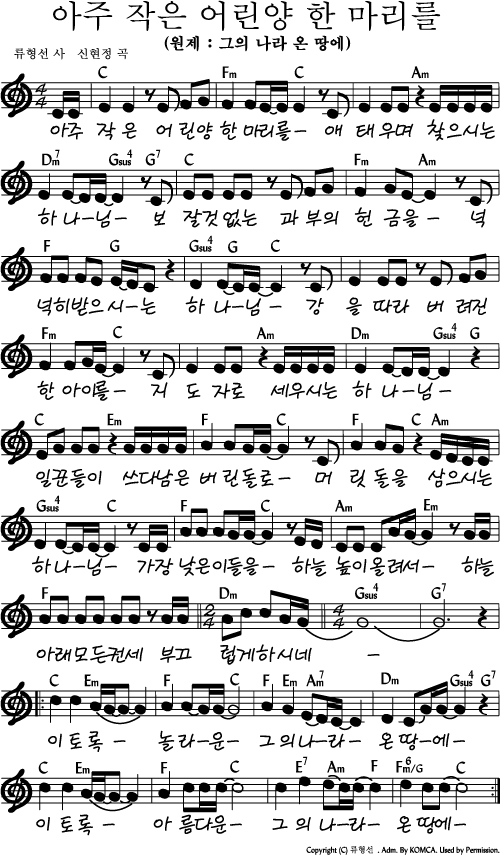 아주 작은 어린양 한 마리를
(원제 : 그의 나라 온 땅에)
류형선 사 신현정 곡
C Fm C Am
아주 작은 어린양 한 마리를- 애 태우며 찾으시는
Dm7 Gsus4 G7 C Fm Am
하 나-님- 보 잘것 없는 과 부의 헌 금을- 넉
F G Gsus4 G C
넉히받으 시-는 하 나-님- 강 을 따라 버 려진
Fm C Am Dm Gsus4 G
한 아이를- 지 도 자로 세우시는 하 나-님-
C Em F C F C Am
일꾼들이 쓰다남은 버 린 돌로- 머 릿 돌을 삼으시는
Gsus4 C F C Am Em
하 나-님- 가장 낮은이들을- 하늘 높이 올려서- 하늘
F Dm Gsus4 G7
아래모든권세 부끄 럽게하시네 -
C Em F C F Em Am7 Dm Gsus4 G7
이 토록 - 놀 라-운- 그 의나-라- 온 땅-에-
C Em F C E7 Am F Fm6/G C
이 토록 - 아 름다운- 그 의 나-라- 온 땅에-
Copyright (C) 류형선 . Adm. By KOMCA. Used by Permission.